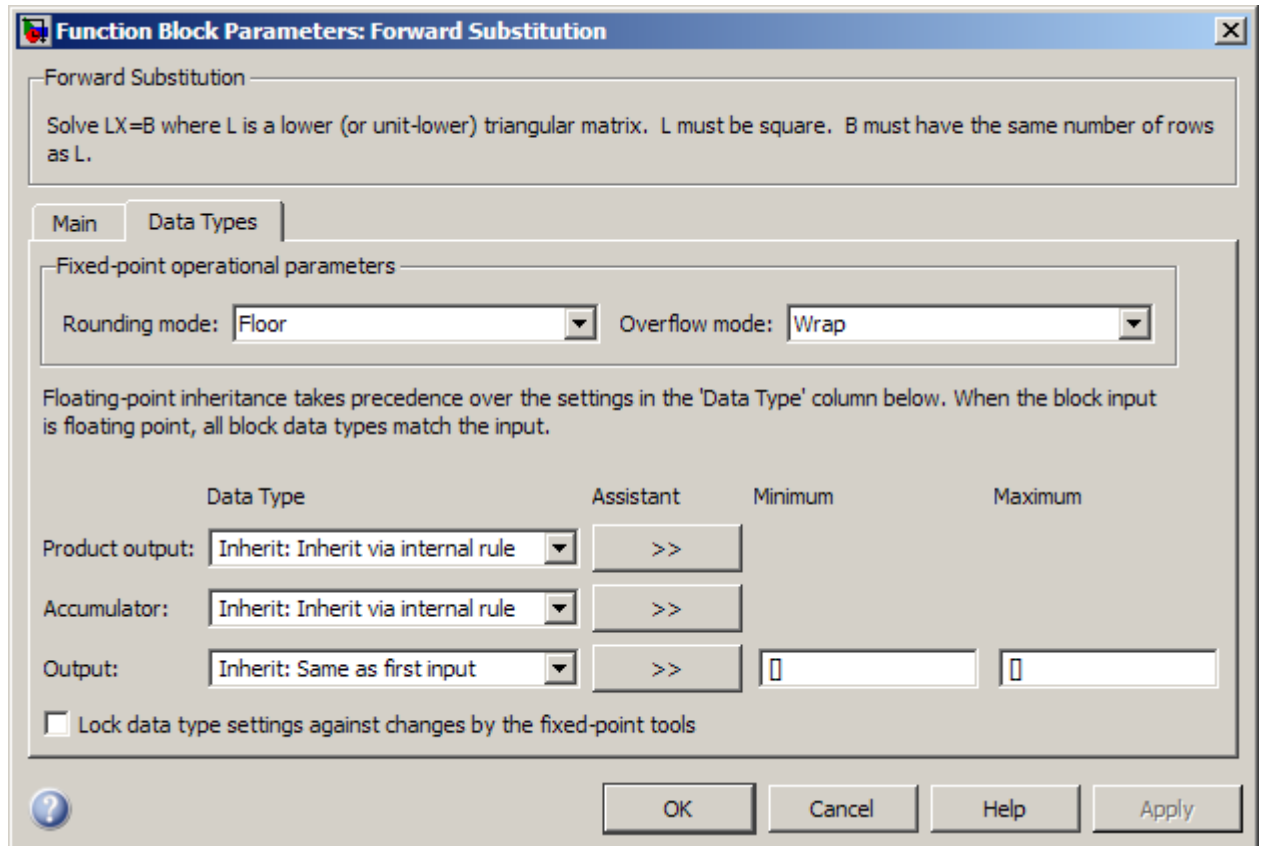 Function Block Parameters: Forward Substitution
Forward Substitution
Solve LX=B where L is a lower (or unit-lower) triangular matrix.  L must be square.  B must have the same number of rows
as L.
Main Data Types
Fixed-point operational parameters
Rounding mode: Floor Overflow mode: Wrap
Floating-point inheritance takes precedence over the settings in the 'Data Type' column below. When the block input
is floating point, all block data types match the input.
Data Type Assistant Minimum Maximum
Product output: Inherit: Inherit via internal rule >>
Accumulator: Inherit: Inherit via internal rule >>
Output: Inherit: Same as first input >> [] []
Lock data type settings against changes by the fixed-point tools
? OK Cancel Help Apply